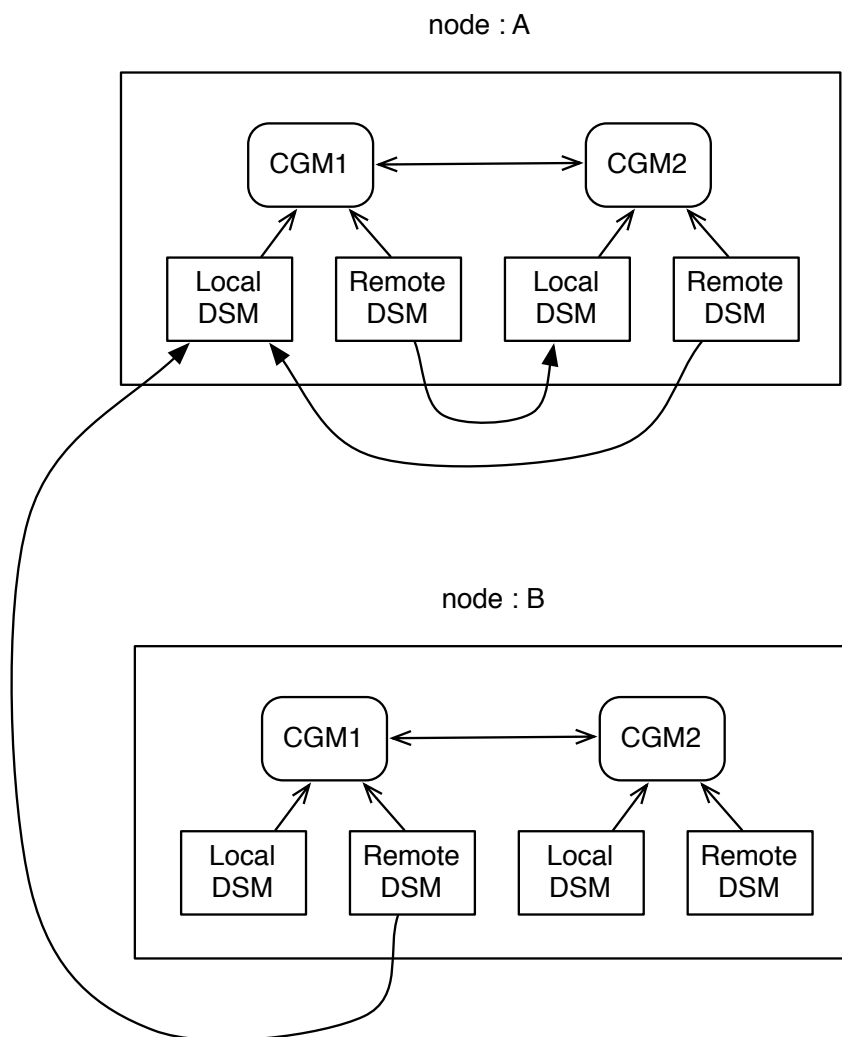 node : A
CGM1
CGM2
Local
DSM
Remote
DSM
Local
DSM
Remote
DSM
node : B
CGM1
CGM2
Local
DSM
Remote
DSM
Local
DSM
Remote
DSM